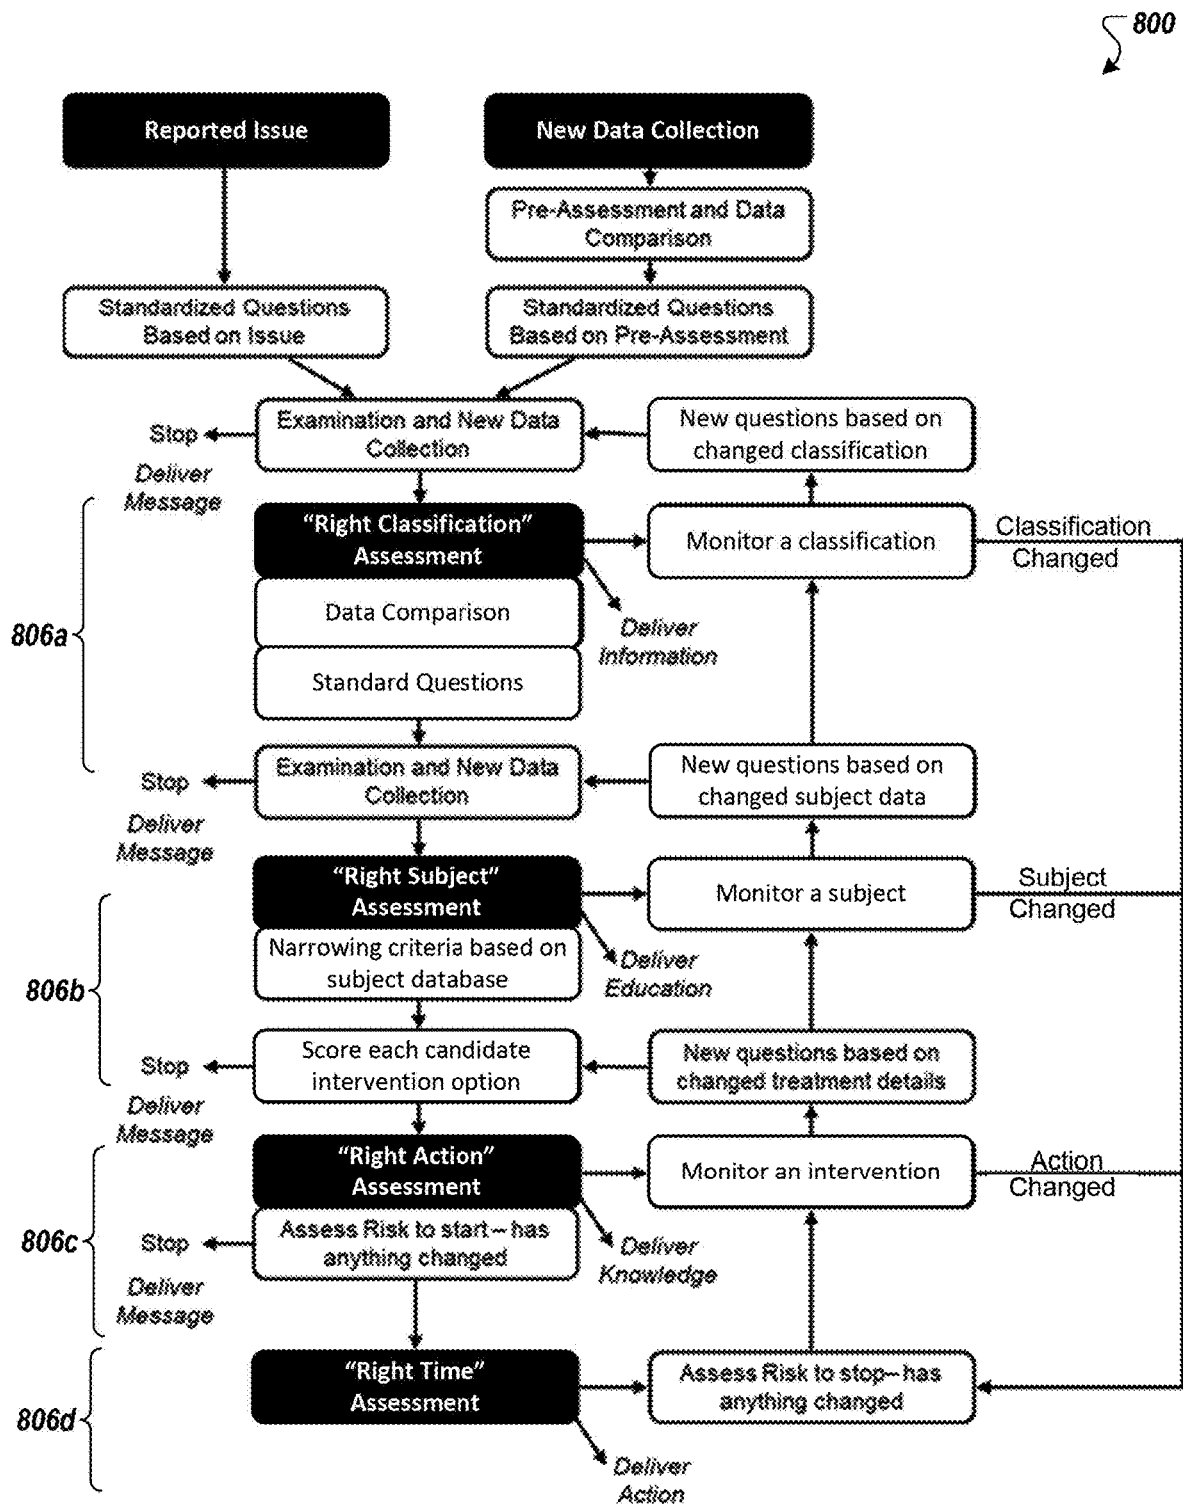 800
Reported Issue
New Data Collection
Pre-Assessment and Data
Comparison
Standardized Questions
Based on Issue
Standardized Questions
Based on Pre-Assessment
Stop
Deliver
Message
Examination and New Data
Collection
New questions based on
changed classification
806a
“Right Classification”
Assessment
Monitor a classification
Classification
Changed
Data Comparison
Deliver
Information
Standard Questions
Stop
Deliver
Message
Examination and New Data
Collection
New questions based on
changed subject data
806b
“Right Subject”
Assessment
Monitor a subject
Subject
Changed
Narrowing criteria based on
subject database
Deliver
Education
Stop
Deliver
Message
Score each candidate
intervention option
New questions based on
changed treatment details
806c
“Right Action”
Assessment
Monitor an intervention
Action
Changed
Stop
Deliver
Message
Assess Risk to start – has
anything changed
Deliver
Knowledge
806d
“Right Time”
Assessment
Assess Risk to stop – has
anything changed
Deliver
Action